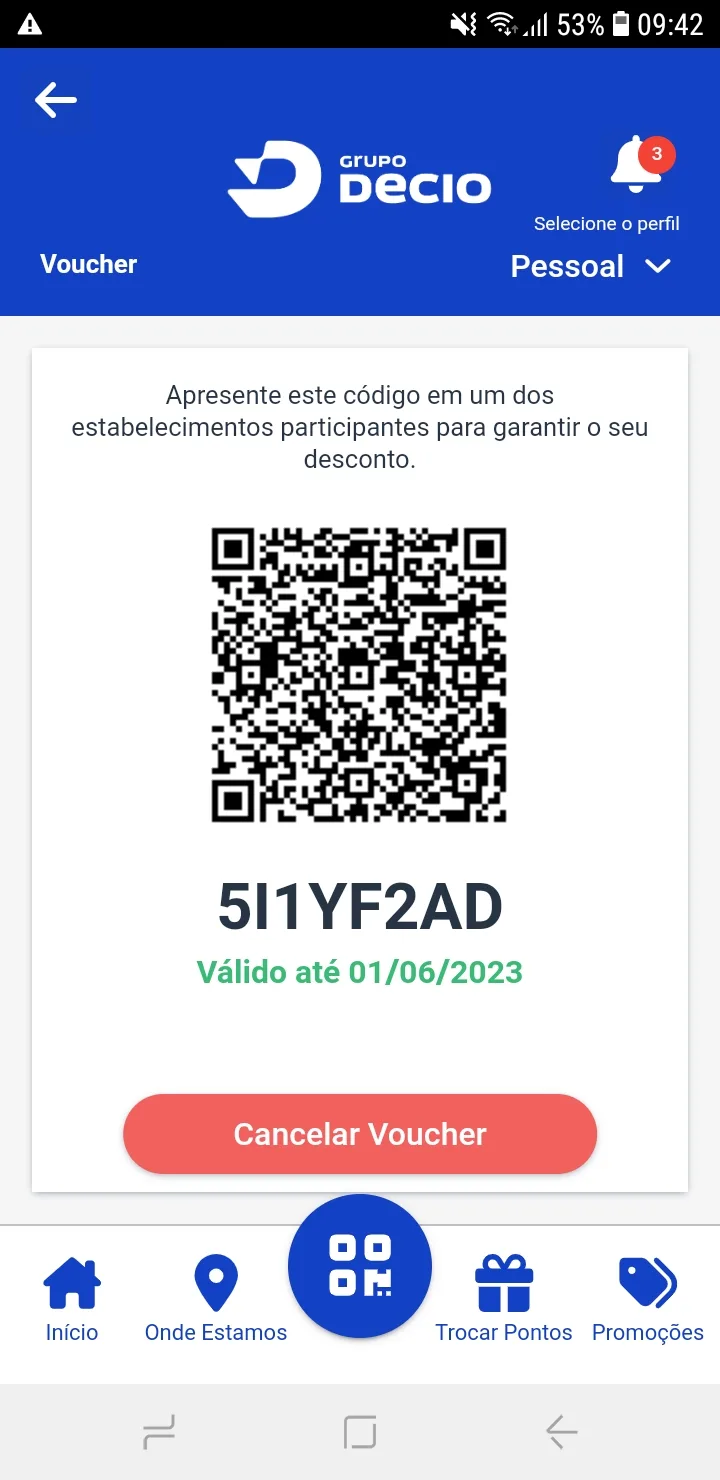 53% 09:42
GRUPO
DECIO
3
Selecione o perfil
Voucher
Pessoal
Apresente este código em um dos
estabelecimentos participantes para garantir o seu
desconto.
5I1YF2AD
Válido até 01/06/2023
Cancelar Voucher
Início
Onde Estamos
Trocar Pontos
Promoções